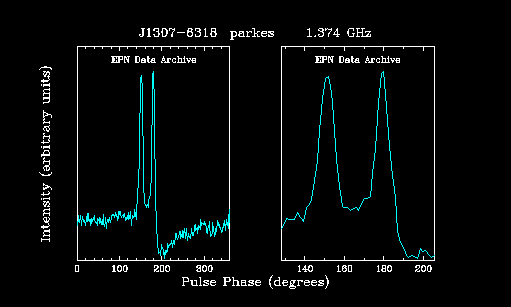 J1307-6318 parkes 1.374 GHz
EPN Data Archive EPN Data Archive
Intensity (arbitrary units)
0 100 200 300 140 160 180 200
Pulse Phase (degrees)